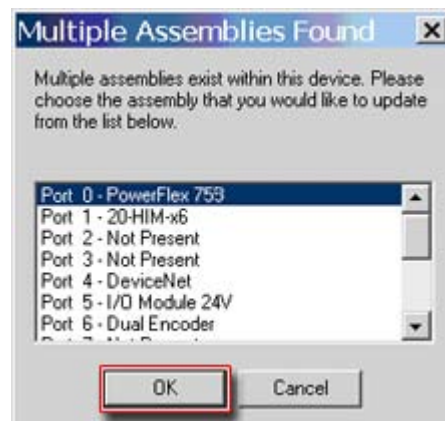 Multiple Assemblies Found
Multiple assemblies exist within this device. Please
choose the assembly that you would like to update
from the list below.
Port 0 - PowerFlex 759
Port 1 - 20-HIM-x6
Port 2 - Not Present
Port 3 - Not Present
Port 4 - DeviceNet
Port 5 - I/O Module 24V
Port 6 - Dual Encoder
OK
Cancel